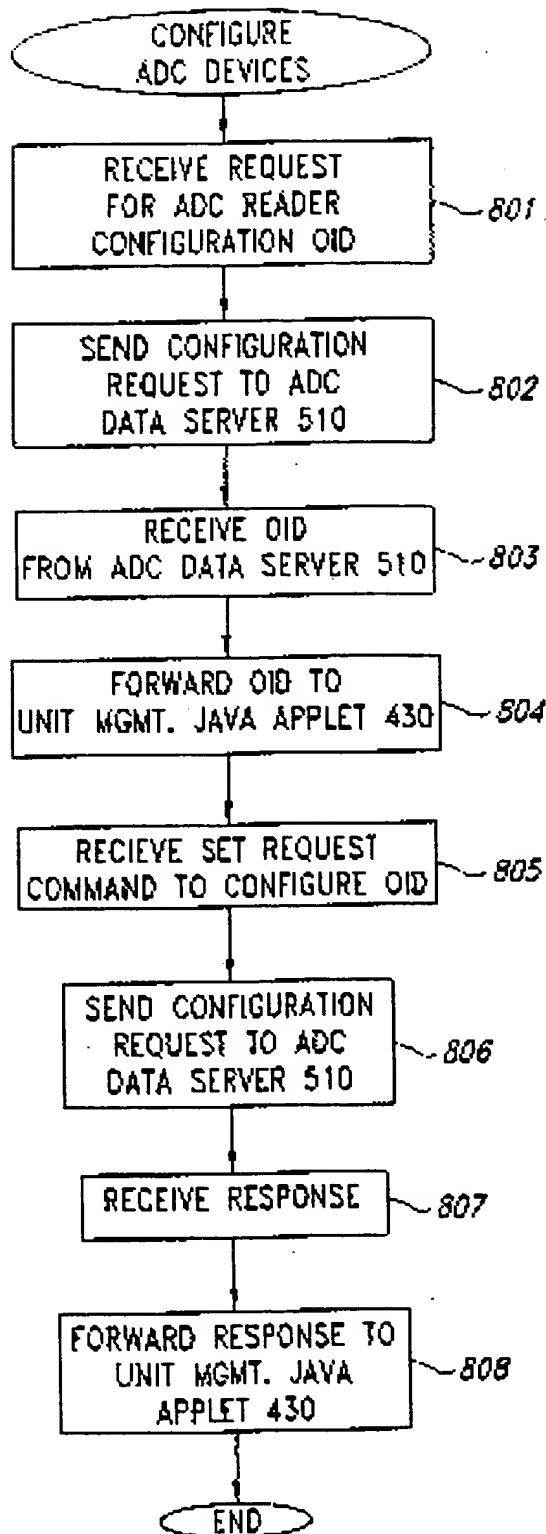 CONFIGURE
ADC DEVICES
RECEIVE REQUEST
FOR ADC READER
CONFIGURATION OID
801
SEND CONFIGURATION
REQUEST TO ADC
DATA SERVER 510
802
RECEIVE OID
FROM ADC DATA SERVER 510
803
FORWARD OID TO
UNIT MGMT. JAVA APPLET 430
804
RECIEVE SET REQUEST
COMMAND TO CONFIGURE OID
805
SEND CONFIGURATION
REQUEST TO ADC
DATA SERVER 510
806
RECEIVE RESPONSE
807
FORWARD RESPONSE TO
UNIT MGMT. JAVA
APPLET 430
808
END